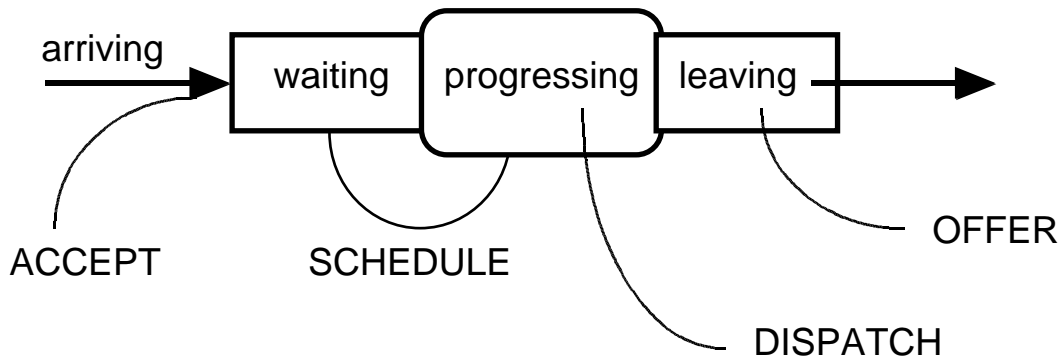 arriving
waiting
progressing
leaving
ACCEPT
SCHEDULE
OFFER
DISPATCH